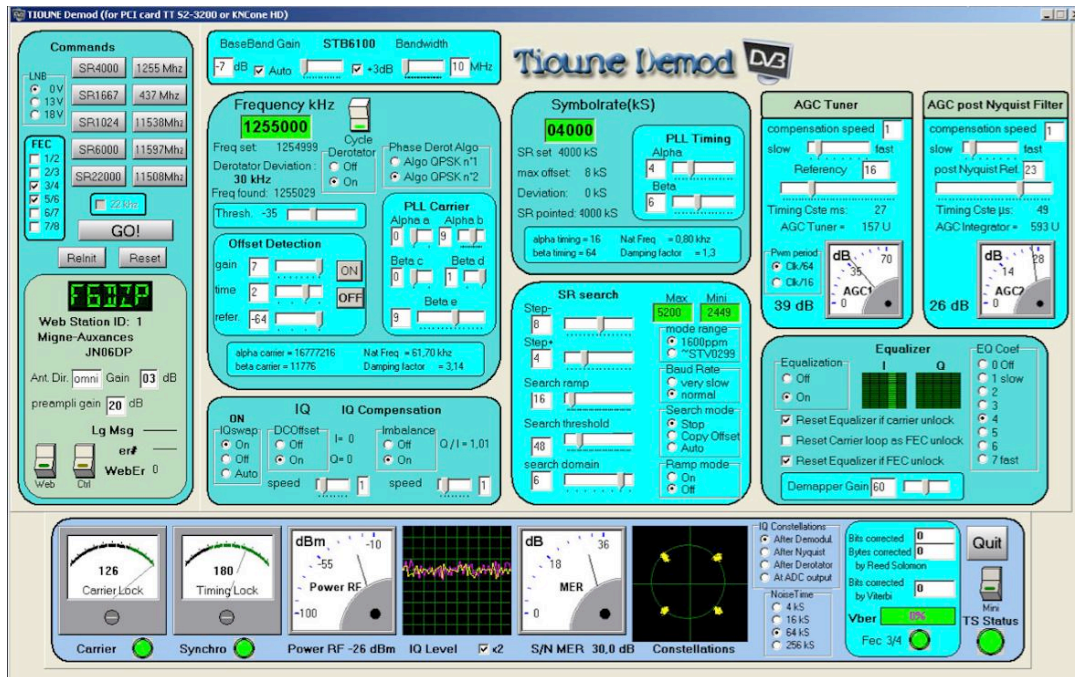 TIOUNE Demod (for PCI card TT S2-3200 or KNCone HD)
Commands
LNB
0V
13V
18V
SR4000 1255 Mhz
SR1667 437 Mhz
SR1024 11538Mhz
SR6000 11597Mhz
SR22000 11508Mhz
FEC
1/2
2/3
3/4
5/6
6/7
7/8
22 kHz
GO!
ReInit Reset
F6DZP
Web Station ID: 1
Migne-Auxances
JN06DP
Ant. Dir. omni Gain 03 dB
preampli gain 20 dB
Lg Msg
er#
WebEr 0
Web Ctrl
BaseBand Gain STB6100 Bandwidth
-7 dB Auto +3dB 10 MHz
Tioune Demod DVB
Frequency kHz
1255000
Freq set: 1254999
Derotator Deviation :
30 kHz
Freq found: 1255029
Cycle
Derotator
Off
On
Phase Derot Algo
Algo QPSK n°1
Algo QPSK n°2
Thresh. -35
Offset Detection
gain 7
time 2
refer. -64
ON
OFF
PLL Carrier
Alpha a Alpha b
0 9
Beta c Beta d
0 1
Beta e
9
alpha carrier = 16777216 Nat Freq = 61,70 khz
beta carrier = 11776 Damping factor = 3,14
IQ IQ Compensation
ON
IQswap
On
Off
Auto
DCOffset
Off
On
I= 0
Q= 0
Imbalance
Off
On
Q / I = 1,01
speed 1 speed 1
Symbolrate(kS)
04000
SR set 4000 kS
max offset: 8 kS
Deviation: 0 kS
SR pointed: 4000 kS
PLL Timing
Alpha
4
Beta
6
alpha timing = 16 Nat Freq = 0,80 khz
beta timing = 64 Damping factor = 1,3
SR search
Max Mini
5200 2449
Step-
8
Step+
4
Search ramp
16
Search threshold
48
search domain
6
mode range
1600ppm
~STV0299
Baud Rate
very slow
normal
Search mode
Stop
Copy Offset
Auto
Ramp mode
On
Off
AGC Tuner
compensation speed 1
slow fast
Referency 16
Timing Cste ms: 27
AGC Tuner = 157 U
Pwm period
Clk/64
Clk/16
dB 70
35
AGC1
0
39 dB
AGC post Nyquist Filter
compensation speed 1
slow fast
post Nyquist Ref. 23
Timing Cste µs: 49
AGC Integrator = 593 U
dB 28
14
AGC2
0
26 dB
Equalizer
Equalization
Off
On
I Q
Reset Equalizer if carrier unlock
Reset Carrier loop as FEC unlock
Reset Equalizer if FEC unlock
Demapper Gain 60
EQ Coef
0 Off
1 slow
2
3
4
5
6
7 fast
126
Carrier Lock
Carrier
180
Timing Lock
Synchro
dBm -10
-55
Power RF
-100
Power RF -26 dBm
IQ Level x2
dB 36
18
MER
0
S/N MER 30,0 dB
Constellations
IQ Constellations
After Demodul.
After Nyquist
After Derotator
At ADC output
NoiseTime
4 kS
16 kS
64 kS
256 kS
Bits corrected 0
Bytes corrected 0
by Reed Solomon
Bits corrected 0
by Viterbi
Vber 0%
Fec 3/4
Quit
Mini
TS Status